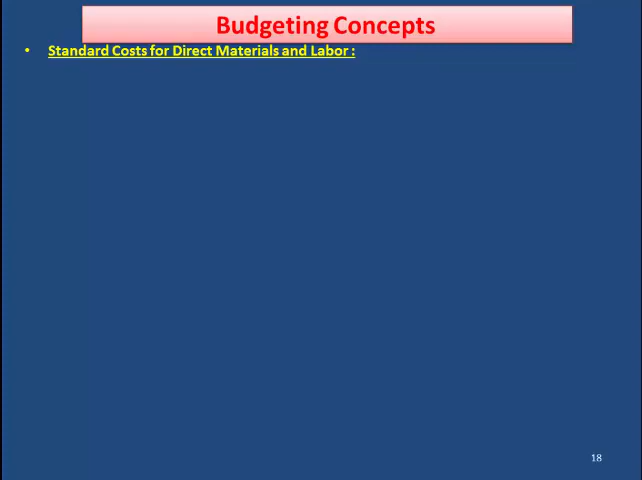 Budgeting Concepts
• Standard Costs for Direct Materials and Labor :
18